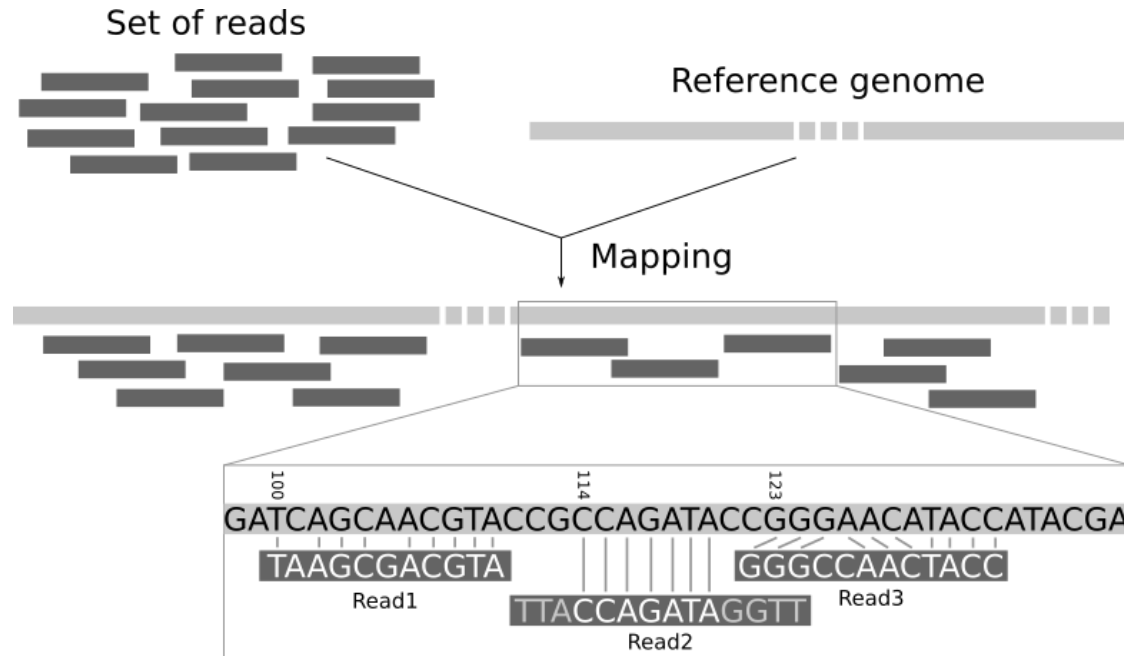 Set of reads
Reference genome
Mapping
100 114 123
GATCAGCAACGTACCGCCAGATACCGGGAACATACCATACGA
TAAGCGACGTA
Read1
TTACCAGATAGGTT
Read2
GGGCCAACTACC
Read3